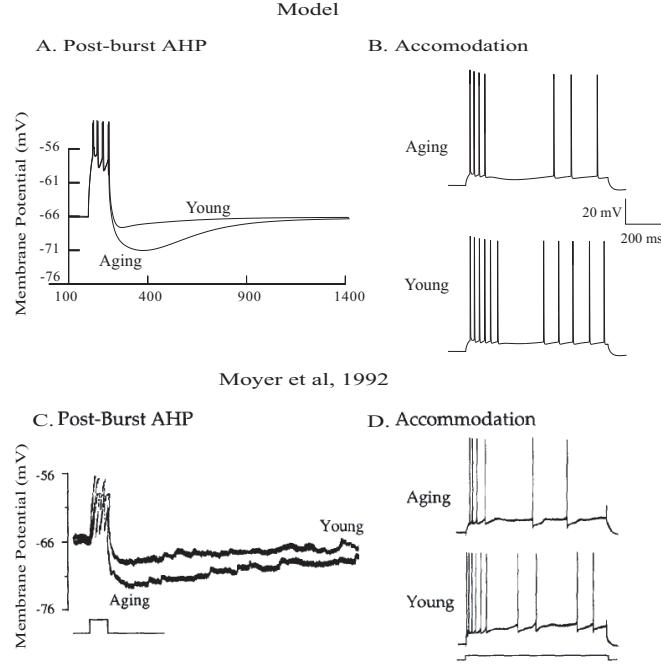 Model
A. Post-burst AHP
B. Accomodation
Membrane Potential (mV)
-56
-61
-66
-71
-76
100
400
900
1400
Young
Aging
Aging
20 mV
200 ms
Young
Moyer et al, 1992
C. Post-Burst AHP
D. Accommodation
Membrane Potential (mV)
-56
-66
-76
Young
Aging
Aging
Young